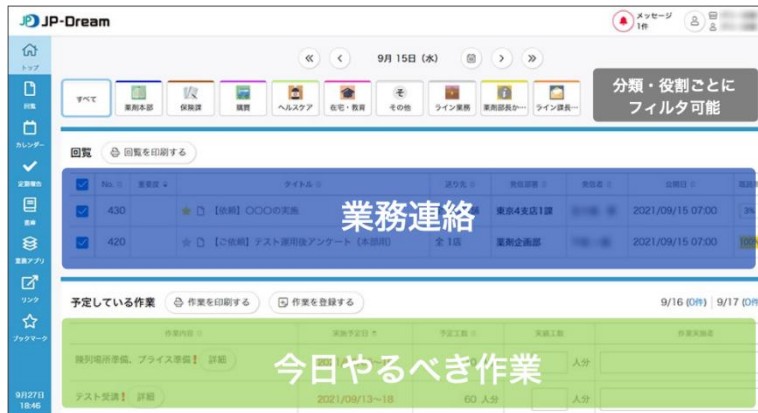 JP-Dream
メッセージ
1件
トップ
回覧
カレンダー
定期報告
業務アプリ
リンク
ブックマーク
9月27日
18:46
9月 15日（水）
すべて
薬剤本部
保険課
購買
ヘルスケア
在宅・教育
その他
ライン業務
薬剤部長か…
ライン課長…
分類・役割ごとに
フィルタ可能
回覧
回覧を印刷する
No.
重要度
タイトル
送り先
発信部署
発信者
公開日
430
【依頼】〇〇〇の実施
東京4支店1課
2021/09/15 07:00
3%
420
【ご依頼】テスト運用後アンケート（本部用）
全 1店
薬剤企画部
2021/09/15 07:00
100%
業務連絡
予定している作業
作業を印刷する
作業を登録する
9/16 (0件)
9/17 (0件
作業内容
実施予定日
予定工数
実績工数
作業実施者
陳列場所準備、プライス準備！
詳細
人分
今日やるべき作業
テスト受講！
詳細
2021/09/13〜18
60 人分
人分